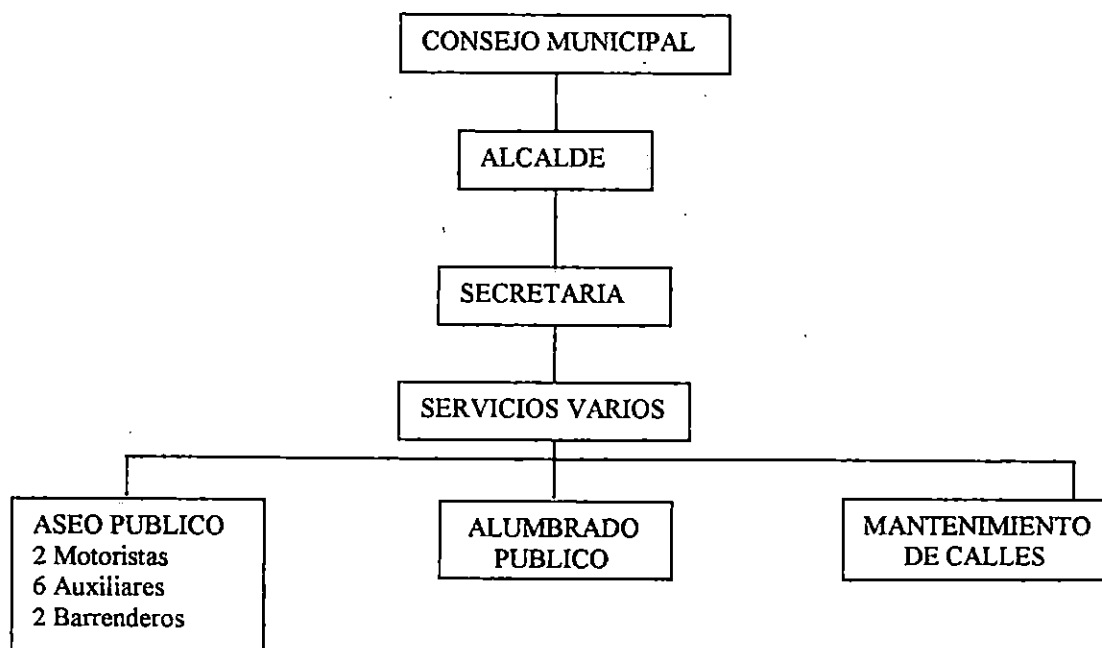 CONSEJO MUNICIPAL
ALCALDE
SECRETARIA
SERVICIOS VARIOS
ASEO PUBLICO
2 Motoristas
6 Auxiliares
2 Barrenderos
ALUMBRADO
PUBLICO
MANTENIMIENTO
DE CALLES